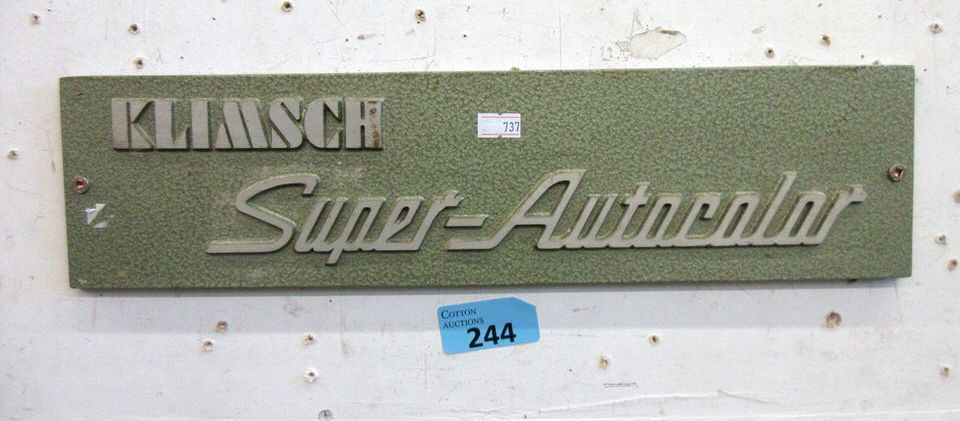 KLIMSCH
737
Super-Autocolor
COTTON
AUCTIONS
244